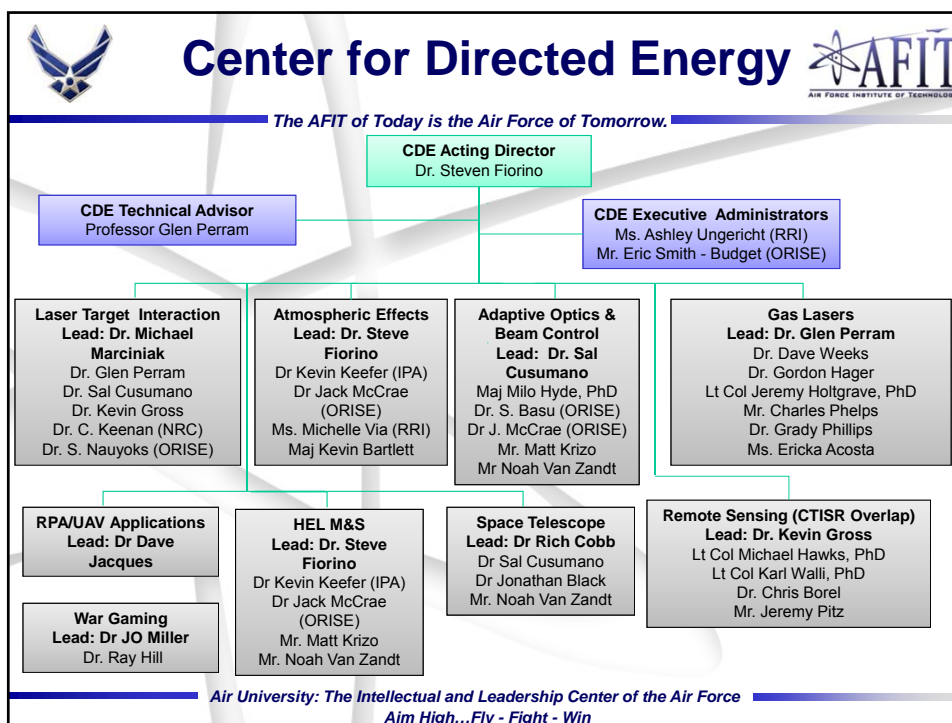 Center for Directed Energy
AFIT
AIR FORCE INSTITUTE OF TECHNOLOGY
The AFIT of Today is the Air Force of Tomorrow.
CDE Acting Director
Dr. Steven Fiorino
CDE Technical Advisor
Professor Glen Perram
CDE Executive Administrators
Ms. Ashley Ungericht (RRI)
Mr. Eric Smith - Budget (ORISE)
Laser Target Interaction
Lead: Dr. Michael
Marciniak
Dr. Glen Perram
Dr. Sal Cusumano
Dr. Kevin Gross
Dr. C. Keenan (NRC)
Dr. S. Nauyoks (ORISE)
Atmospheric Effects
Lead: Dr. Steve
Fiorino
Dr Kevin Keefer (IPA)
Dr Jack McCrae
(ORISE)
Ms. Michelle Via (RRI)
Maj Kevin Bartlett
Adaptive Optics &
Beam Control
Lead: Dr. Sal
Cusumano
Maj Milo Hyde, PhD
Dr. S. Basu (ORISE)
Dr J. McCrae (ORISE)
Mr. Matt Krizo
Mr Noah Van Zandt
Gas Lasers
Lead: Dr. Glen Perram
Dr. Dave Weeks
Dr. Gordon Hager
Lt Col Jeremy Holtgrave, PhD
Mr. Charles Phelps
Dr. Grady Phillips
Ms. Ericka Acosta
RPA/UAV Applications
Lead: Dr Dave
Jacques
War Gaming
Lead: Dr JO Miller
Dr. Ray Hill
HEL M&S
Lead: Dr. Steve
Fiorino
Dr Kevin Keefer (IPA)
Dr Jack McCrae
(ORISE)
Mr. Matt Krizo
Mr. Noah Van Zandt
Space Telescope
Lead: Dr Rich Cobb
Dr Sal Cusumano
Dr Jonathan Black
Mr. Noah Van Zandt
Remote Sensing (CTISR Overlap)
Lead: Dr. Kevin Gross
Lt Col Michael Hawks, PhD
Lt Col Karl Walli, PhD
Dr. Chris Borel
Mr. Jeremy Pitz
Air University: The Intellectual and Leadership Center of the Air Force
Aim High...Fly - Fight - Win